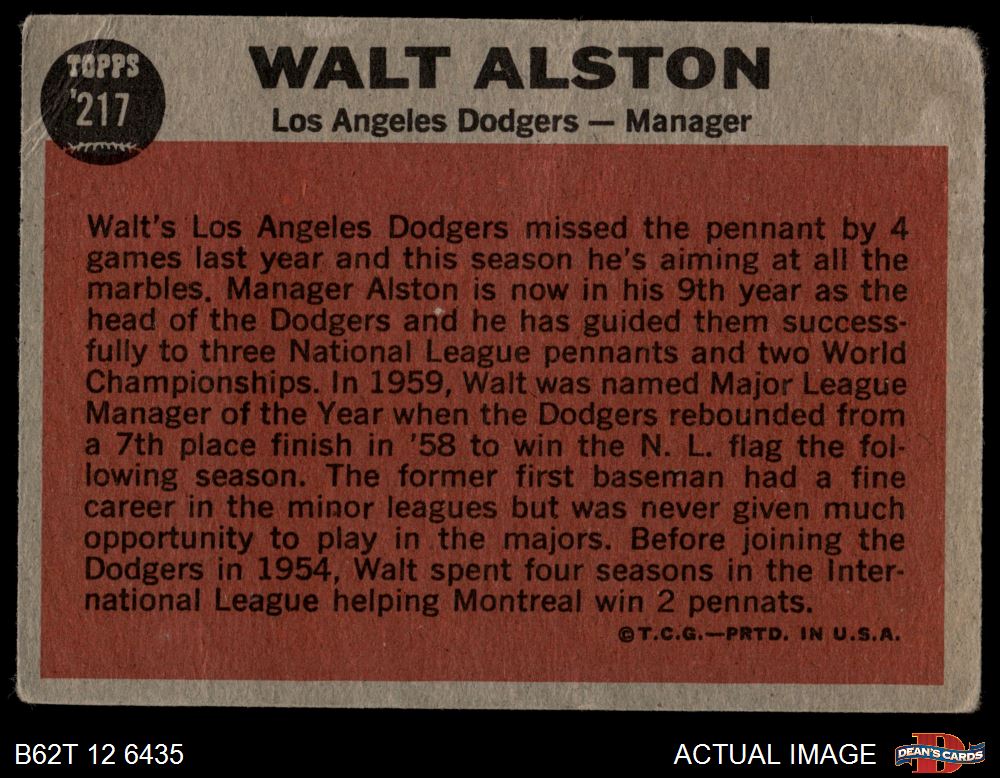 TOPPS
'217
WALT ALSTON
Los Angeles Dodgers — Manager
Walt's Los Angeles Dodgers missed the pennant by 4
games last year and this season he's aiming at all the
marbles. Manager Alston is now in his 9th year as the
head of the Dodgers and he has guided them success-
fully to three National League pennants and two World
Championships. In 1959, Walt was named Major League
Manager of the Year when the Dodgers rebounded from
a 7th place finish in '58 to win the N. L. flag the fol-
lowing season. The former first baseman had a fine
career in the minor leagues but was never given much
opportunity to play in the majors. Before joining the
Dodgers in 1954, Walt spent four seasons in the Inter-
national League helping Montreal win 2 pennats.
©T.C.G.—PRTD. IN U.S.A.
B62T 12 6435
ACTUAL IMAGE
D
DEAN'S CARDS